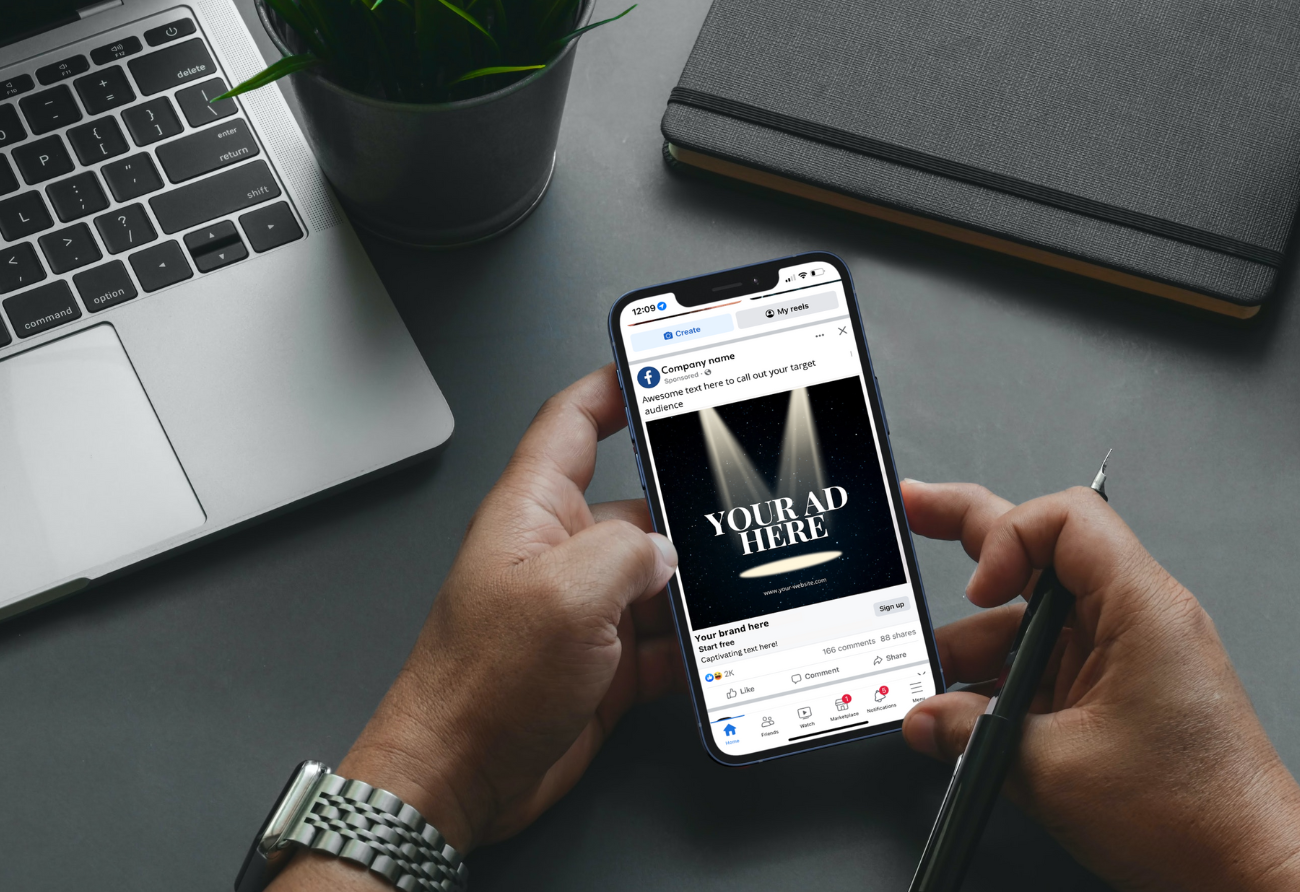 F12
F11
F10
delete
+
=
-
|
\
}
]
{
[
P
O
enter
return
"
'
:
;
L
shift
?
/
>
.
<
,
option
command
12:09
Create
My reels
Company name
Sponsored
Awesome text here to call out your target
audience
YOUR AD
HERE
www.your-website.com
Your brand here
Start free
Captivating text here!
Sign up
2K
166 comments 88 shares
Like
Comment
Share
Home
Friends
Watch
1
Marketplace
5
Notifications
Menu